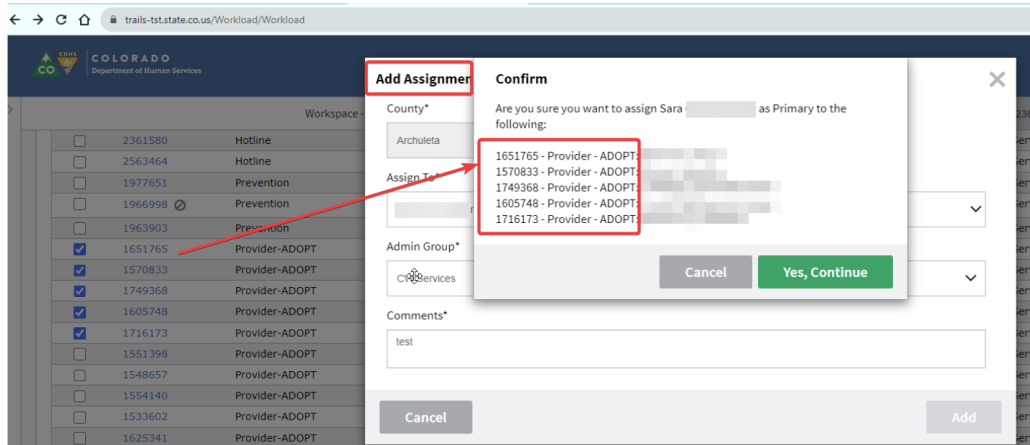 trails-tst.state.co.us/Workload/Workload
CO
CDHS
COLORADO
Department of Human Services
Workspace -
2361580 Hotline
2563464 Hotline
1977651 Prevention
1966998 Prevention
1963903 Prevention
1651765 Provider-ADOPT
1570833 Provider-ADOPT
1749368 Provider-ADOPT
1605748 Provider-ADOPT
1716173 Provider-ADOPT
1551398 Provider-ADOPT
1548657 Provider-ADOPT
1554140 Provider-ADOPT
1533602 Provider-ADOPT
1625341 Provider-ADOPT
Add Assignmen
County*
Archuleta
Assign To*
Admin Group*
Services
Comments*
test
Cancel
Add
Confirm
Are you sure you want to assign Sara as Primary to the
following:
1651765 - Provider - ADOPT:
1570833 - Provider - ADOPT:
1749368 - Provider - ADOPT:
1605748 - Provider - ADOPT:
1716173 - Provider - ADOPT:
Cancel
Yes, Continue